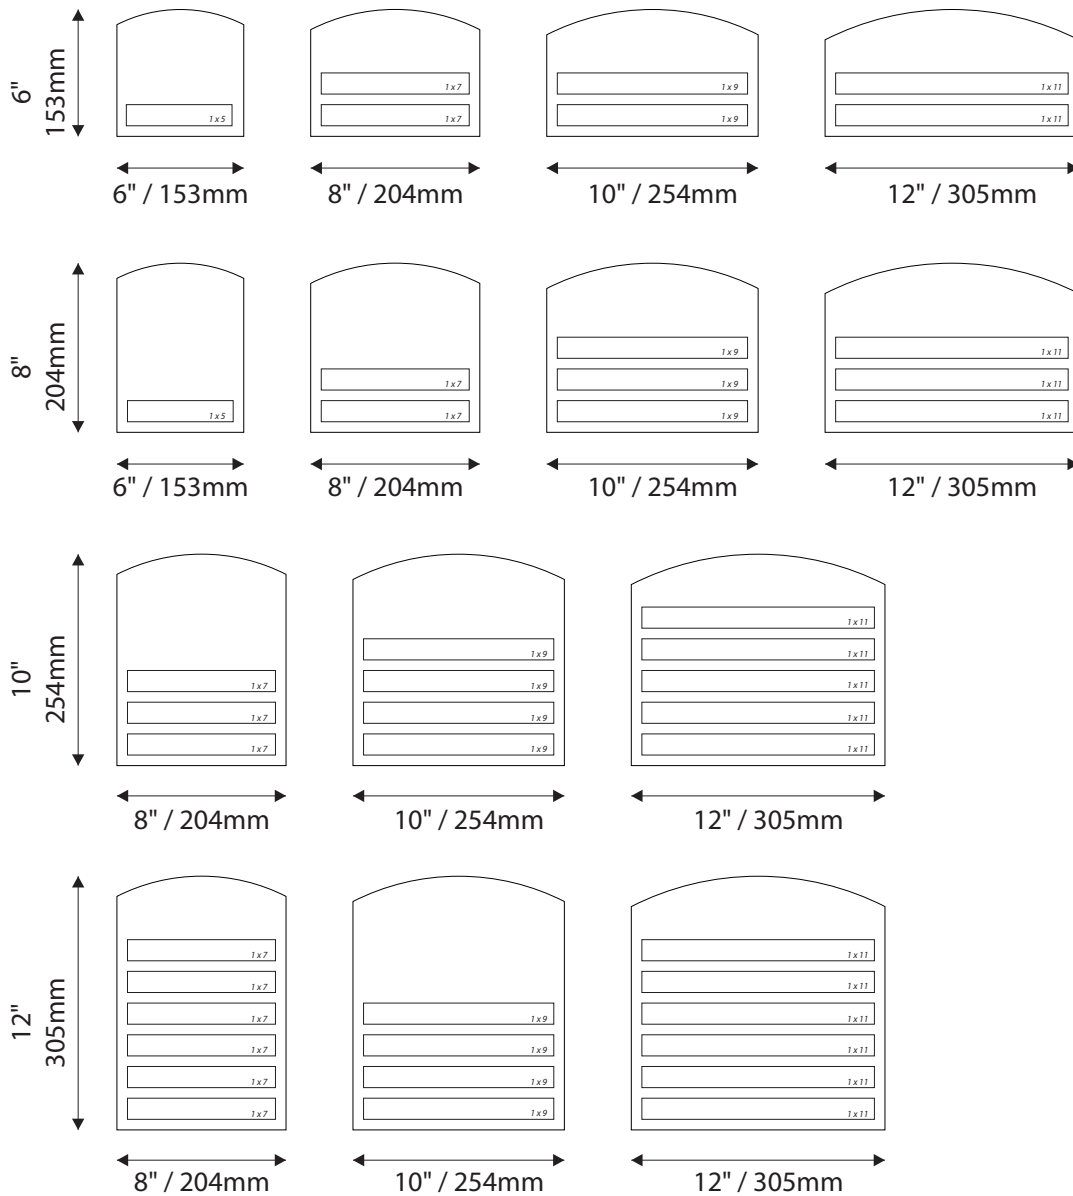 6"
153mm
1 x 5
1 x 7
1 x 7
1 x 9
1 x 9
1 x 11
1 x 11
6" / 153mm
8" / 204mm
10" / 254mm
12" / 305mm
8"
204mm
1 x 5
1 x 7
1 x 7
1 x 9
1 x 9
1 x 9
1 x 11
1 x 11
1 x 11
6" / 153mm
8" / 204mm
10" / 254mm
12" / 305mm
10"
254mm
1 x 7
1 x 7
1 x 7
1 x 9
1 x 9
1 x 9
1 x 9
1 x 11
1 x 11
1 x 11
1 x 11
1 x 11
8" / 204mm
10" / 254mm
12" / 305mm
12"
305mm
1 x 7
1 x 7
1 x 7
1 x 7
1 x 7
1 x 7
1 x 9
1 x 9
1 x 9
1 x 9
1 x 11
1 x 11
1 x 11
1 x 11
1 x 11
1 x 11
8" / 204mm
10" / 254mm
12" / 305mm